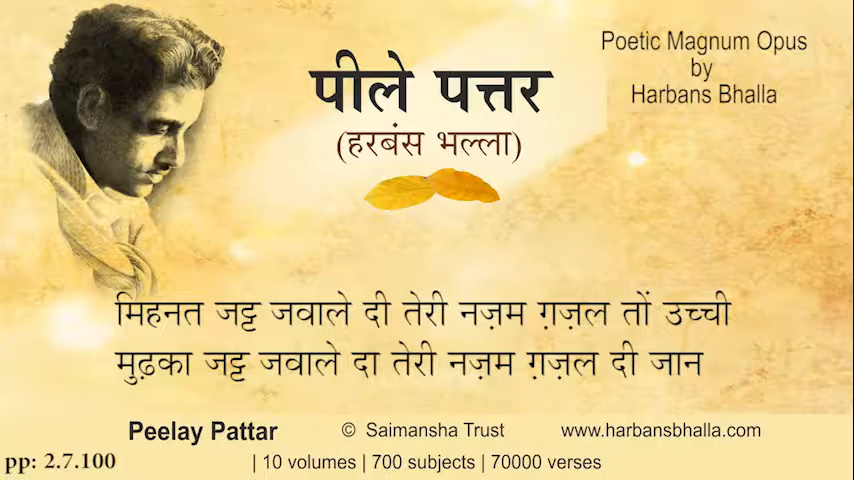 पीले पत्तर
(हरबंस भल्ला)
Poetic Magnum Opus
by
Harbans Bhalla
मिहनत जट्ट जवाले दी तेरी नज़म ग़ज़ल तों उच्ची
मुढ़का जट्ट जवाले दा तेरी नज़म ग़ज़ल दी जान
Peelay Pattar © Saimansha Trust www.harbansbhalla.com
pp: 2.7.100 | 10 volumes | 700 subjects | 70000 verses